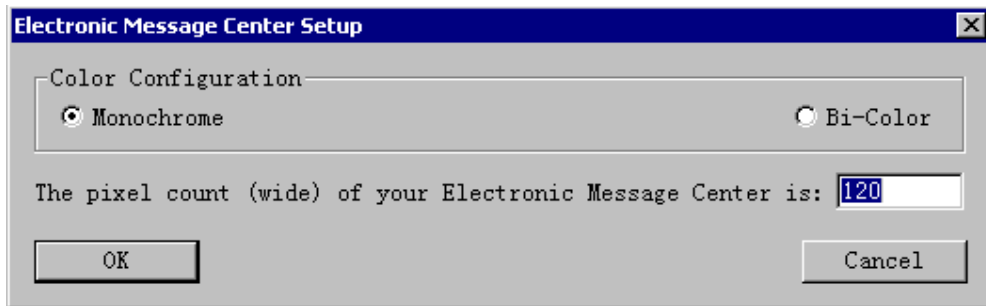 Electronic Message Center Setup
Color Configuration
Monochrome Bi-Color
The pixel count (wide) of your Electronic Message Center is: 120
OK Cancel